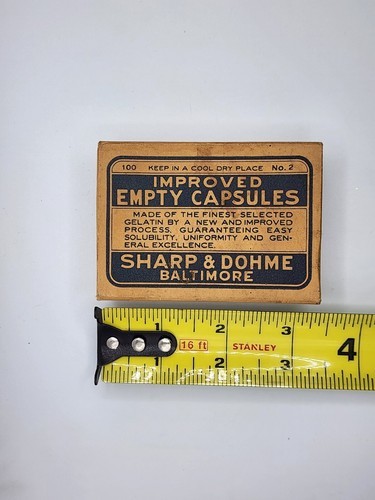 100 KEEP IN A COOL DRY PLACE No. 2
IMPROVED
EMPTY CAPSULES
MADE OF THE FINEST SELECTED
GELATIN BY A NEW AND IMPROVED
PROCESS, GUARANTEEING EASY
SOLUBILITY, UNIFORMITY AND GEN-
ERAL EXCELLENCE.
SHARP & DOHME
BALTIMORE
1 2 3
16 ft STANLEY 4
2 3